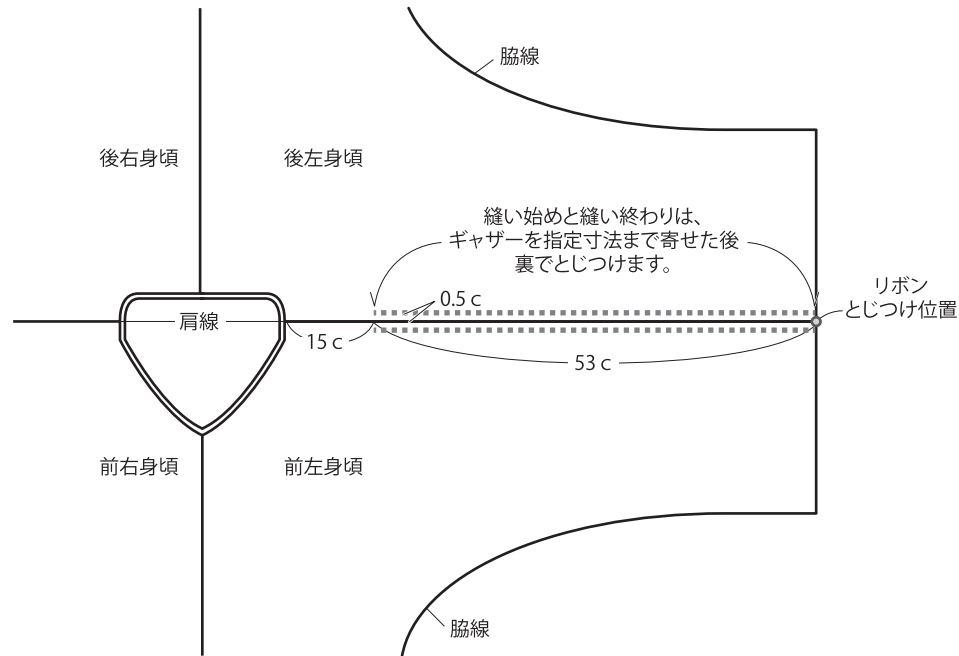 脇線
後右身頃
後左身頃
縫い始めと縫い終わりは、
ギャザーを指定寸法まで寄せた後
裏でとじつけます。
リボン
とじつけ位置
0.5 c
肩線
15 c
53 c
前右身頃
前左身頃
脇線